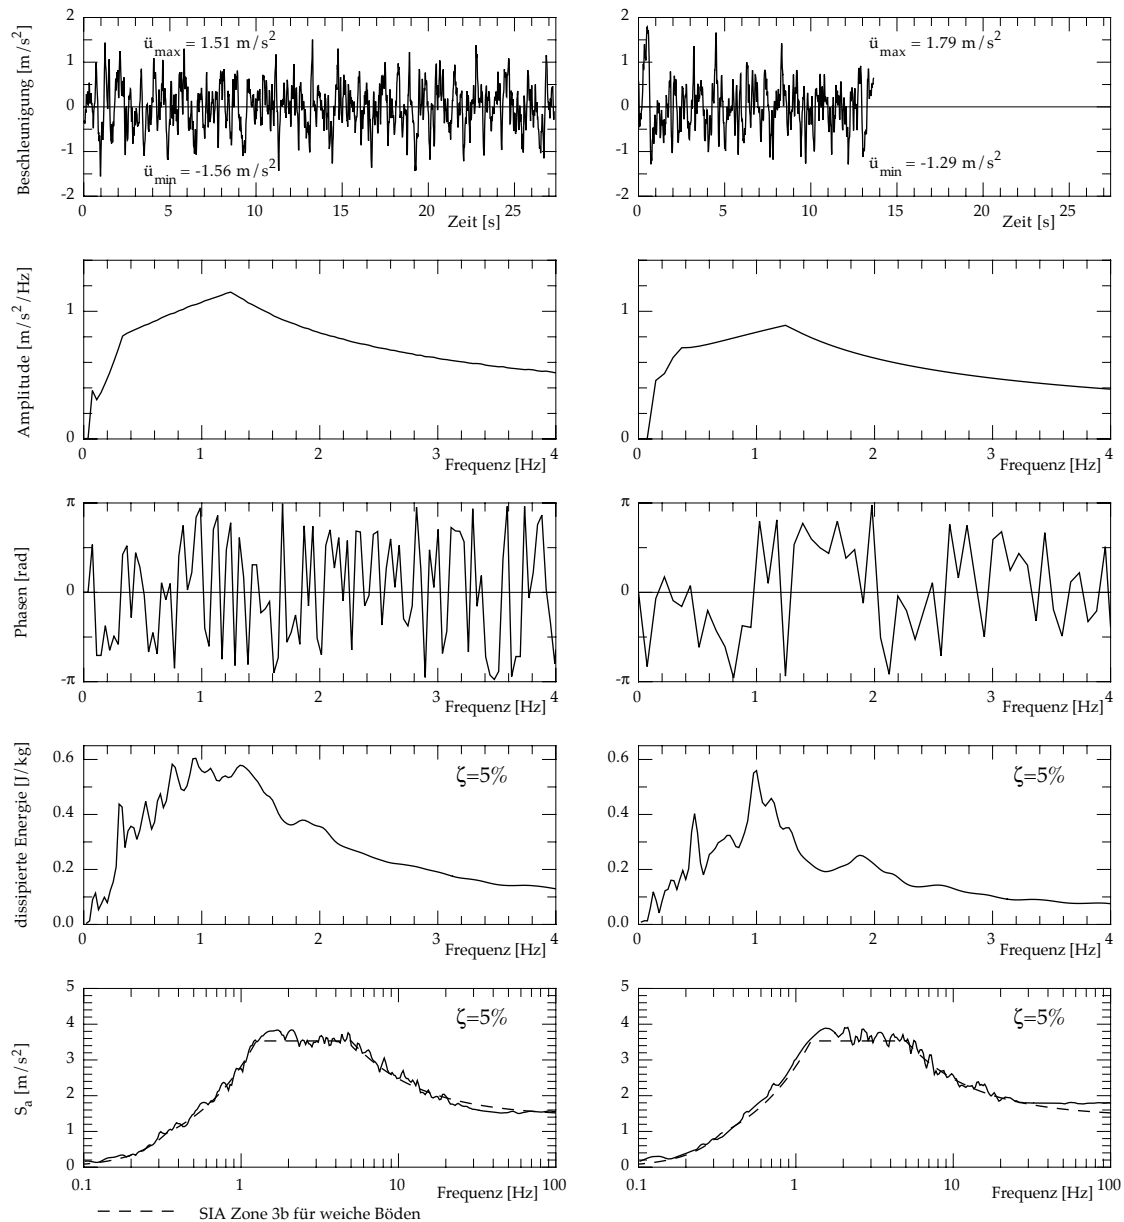 Beschleunigung [m/s²]
2
1
0
-1
-2
ü_max = 1.51 m/s²
ü_min = -1.56 m/s²
0 5 10 15 20 25
Zeit [s]
2
1
0
-1
-2
ü_max = 1.79 m/s²
ü_min = -1.29 m/s²
0 5 10 15 20 25
Zeit [s]
Amplitude [m/s²/Hz]
1
0
0 1 2 3 4
Frequenz [Hz]
1
0
0 1 2 3 4
Frequenz [Hz]
Phasen [rad]
π
0
-π
0 1 2 3 4
Frequenz [Hz]
π
0
-π
0 1 2 3 4
Frequenz [Hz]
dissipierte Energie [J/kg]
0.6
0.4
0.2
0.0
ζ=5%
0 1 2 3 4
Frequenz [Hz]
0.6
0.4
0.2
0.0
ζ=5%
0 1 2 3 4
Frequenz [Hz]
S_a [m/s²]
5
4
3
2
1
0
ζ=5%
0.1 1 10 100
Frequenz [Hz]
5
4
3
2
1
0
ζ=5%
0.1 1 10 100
Frequenz [Hz]
SIA Zone 3b für weiche Böden